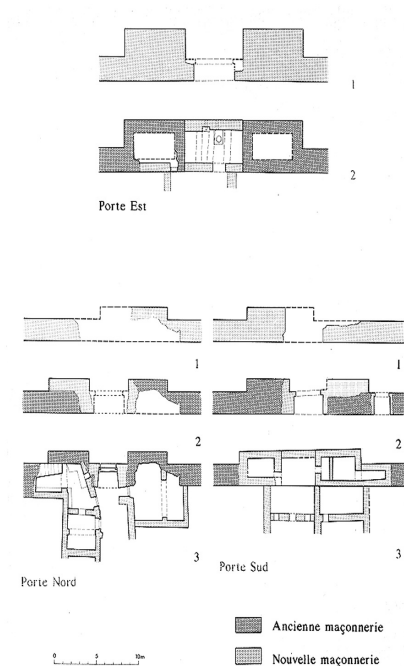 1
2
Porte Est
1
1
2
2
3
3
Porte Nord
Porte Sud
0 5 10m
Ancienne maçonnerie
Nouvelle maçonnerie